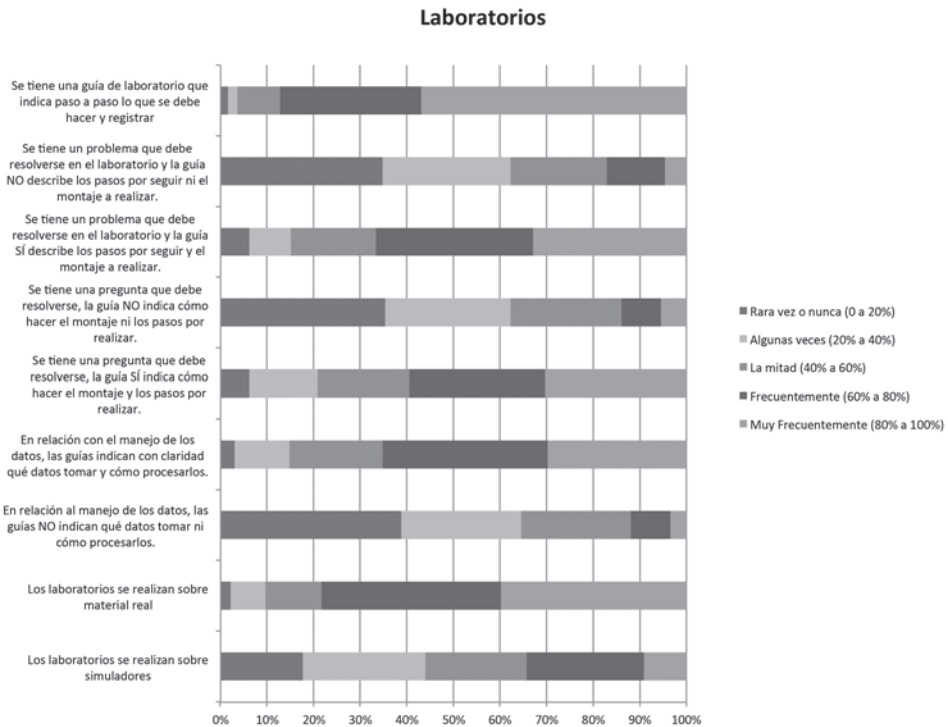 Laboratorios
Se tiene una guía de laboratorio que
indica paso a paso lo que se debe
hacer y registrar
Se tiene un problema que debe
resolverse en el laboratorio y la guía
NO describe los pasos por seguir ni el
montaje a realizar.
Se tiene un problema que debe
resolverse en el laboratorio y la guía
SÍ describe los pasos por seguir y el
montaje a realizar.
Se tiene una pregunta que debe
resolverse, la guía NO indica cómo
hacer el montaje ni los pasos por
realizar.
Se tiene una pregunta que debe
resolverse, la guía SÍ indica cómo
hacer el montaje y los pasos por
realizar.
En relación con el manejo de los
datos, las guías indican con claridad
qué datos tomar y cómo procesarlos.
En relación al manejo de los datos, las
guías NO indican qué datos tomar ni
cómo procesarlos.
Los laboratorios se realizan sobre
material real
Los laboratorios se realizan sobre
simuladores
0% 10% 20% 30% 40% 50% 60% 70% 80% 90% 100%
Rara vez o nunca (0 a 20%)
Algunas veces (20% a 40%)
La mitad (40% a 60%)
Frecuentemente (60% a 80%)
Muy Frecuentemente (80% a 100%)